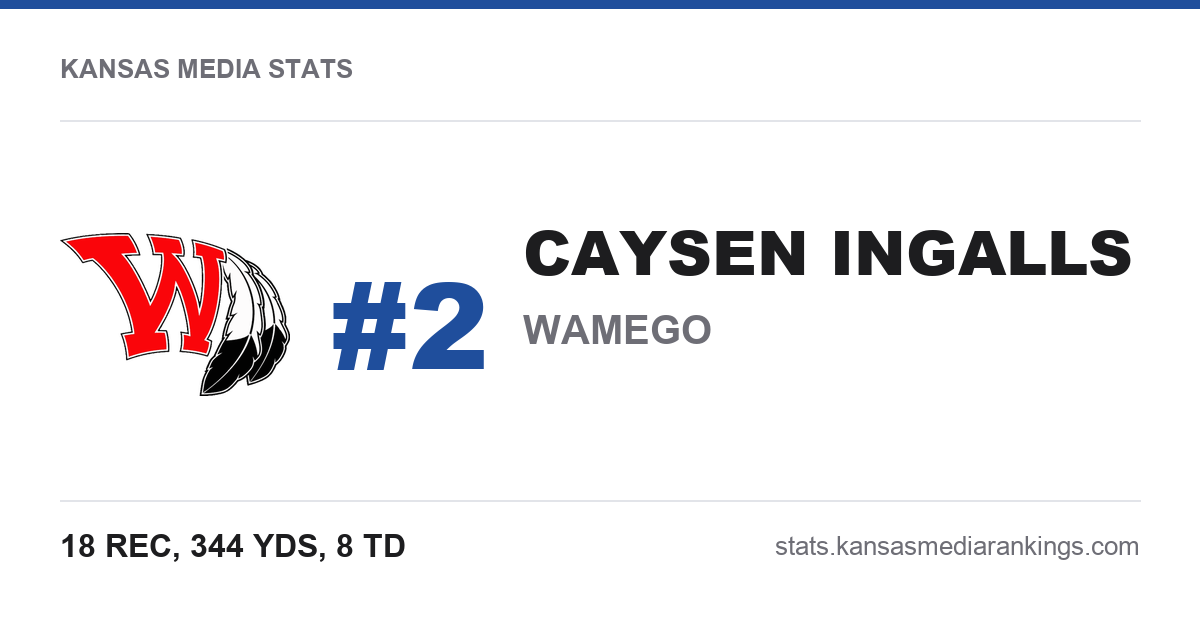 KANSAS MEDIA STATS
W
#2
CAYSEN INGALLS
WAMEGO
18 REC, 344 YDS, 8 TD
stats.kansasmediarankings.com